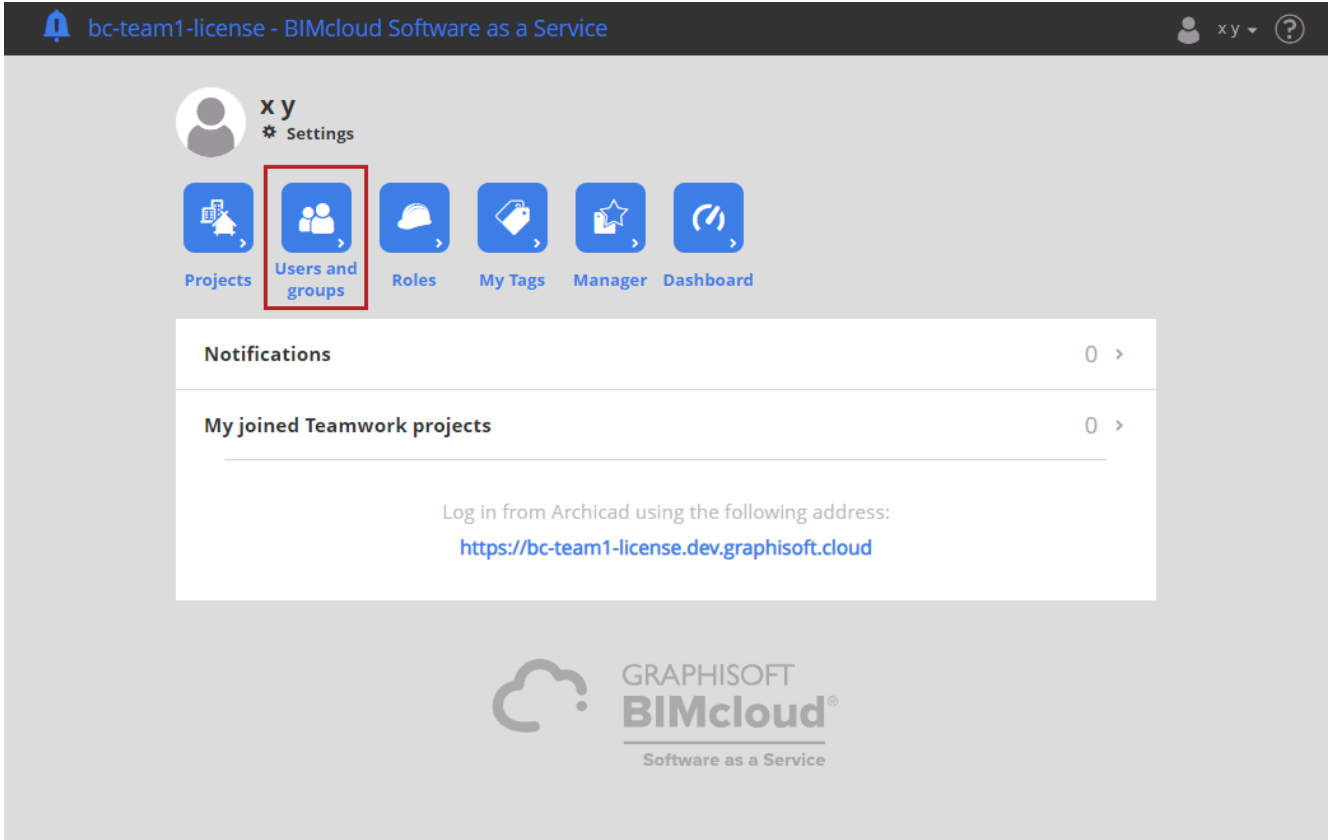 bc-team1-license - BIMcloud Software as a Service
x y
?
x y
Settings
Projects
Users and
groups
Roles
My Tags
Manager
Dashboard
Notifications 0
My joined Teamwork projects 0
Log in from Archicad using the following address:
https://bc-team1-license.dev.graphisoft.cloud
GRAPHISOFT
BIMcloud®
Software as a Service